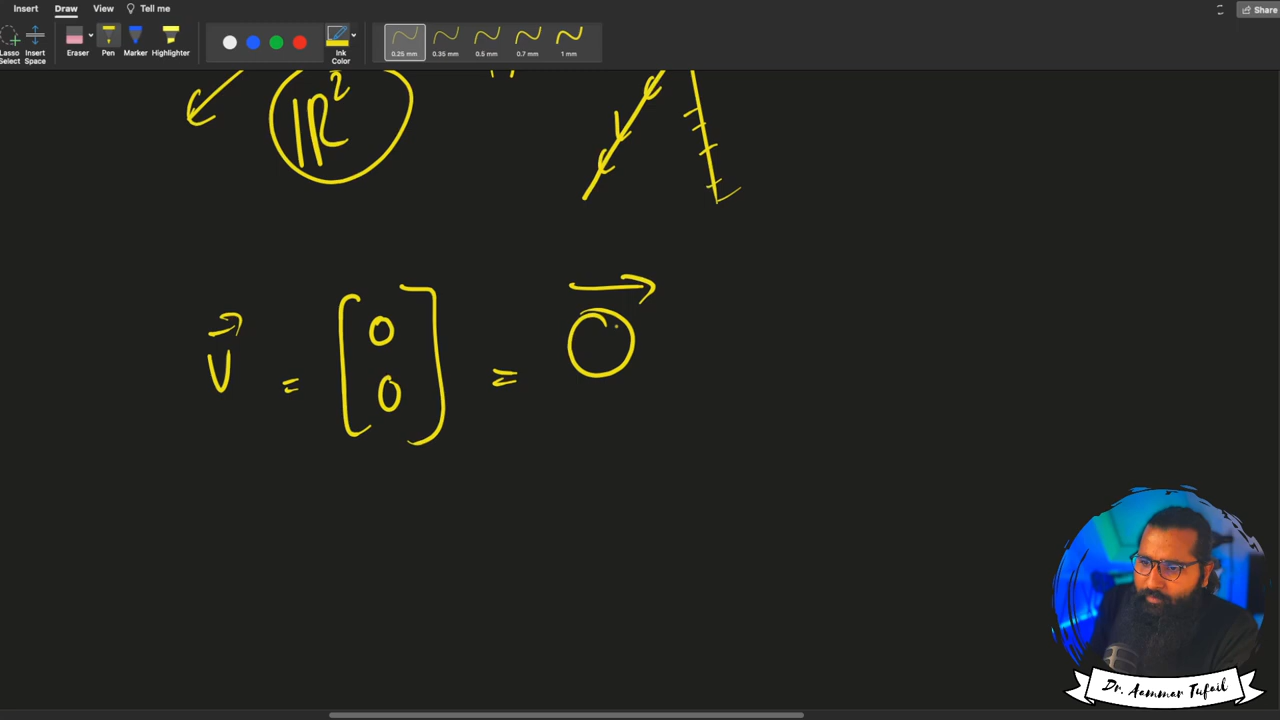 Insert Draw View Tell me Share
Lasso Select Insert Space Eraser Pen Marker Highlighter Ink Color 0.25 mm 0.35 mm 0.5 mm 0.7 mm 1 mm
ℝ²
v⃗ = [0 0] = 0⃗
Dr. Aammar Tufail